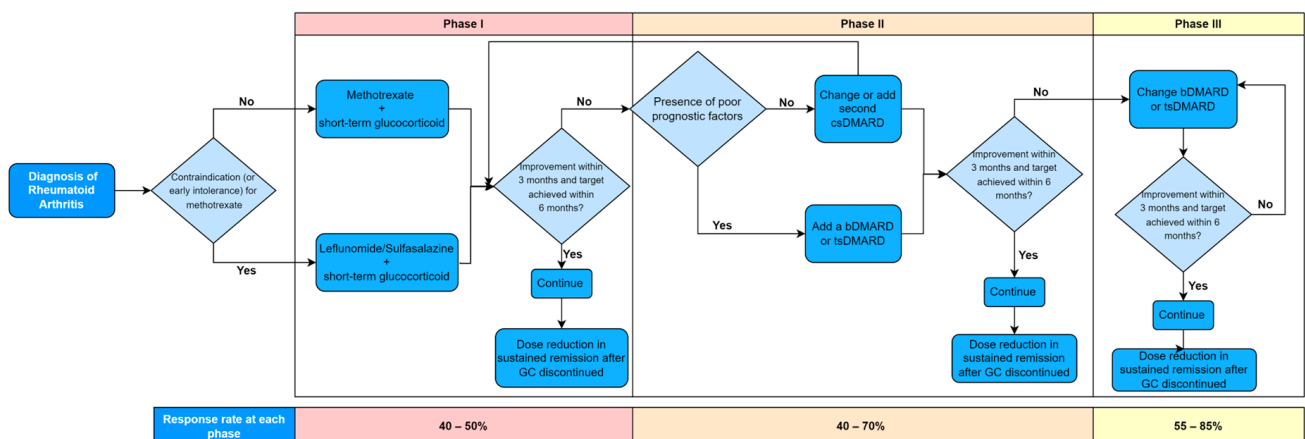 Phase I
Phase II
Phase III
Diagnosis of
Rheumatoid
Arthritis
Contraindication (or
early intolerance) for
methotrexate
No
Yes
Methotrexate
+
short-term glucocorticoid
Leflunomide/Sulfasalazine
+
short-term glucocorticoid
Improvement within
3 months and target
achieved within
6 months?
No
Yes
Continue
Dose reduction in
sustained remission after
GC discontinued
Presence of poor
prognostic factors
No
Yes
Change or add
second
csDMARD
Add a bDMARD
or tsDMARD
Improvement within
3 months and target
achieved within 6
months?
No
Yes
Continue
Dose reduction in
sustained remission
after GC discontinued
Change bDMARD
or tsDMARD
Improvement within
3 months and target
achieved within 6
months?
No
Yes
Continue
Dose reduction in
sustained remission after
GC discontinued
Response rate at each
phase
40 – 50%
40 – 70%
55 – 85%